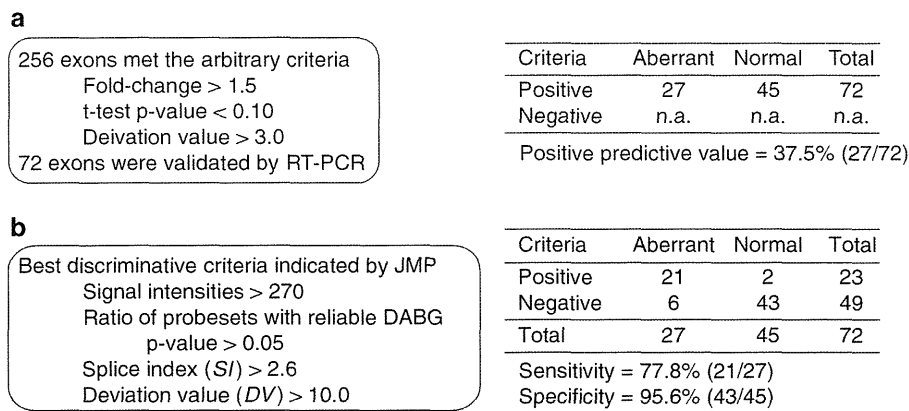 a
256 exons met the arbitrary criteria
Fold-change > 1.5
t-test p-value < 0.10
Deivation value > 3.0
72 exons were validated by RT-PCR
Criteria Aberrant Normal Total
Positive 27 45 72
Negative n.a. n.a. n.a.
Positive predictive value = 37.5% (27/72)
b
Best discriminative criteria indicated by JMP
Signal intensities > 270
Ratio of probesets with reliable DABG
p-value > 0.05
Splice index (SI) > 2.6
Deviation value (DV) > 10.0
Criteria Aberrant Normal Total
Positive 21 2 23
Negative 6 43 49
Total 27 45 72
Sensitivity = 77.8% (21/27)
Specificity = 95.6% (43/45)